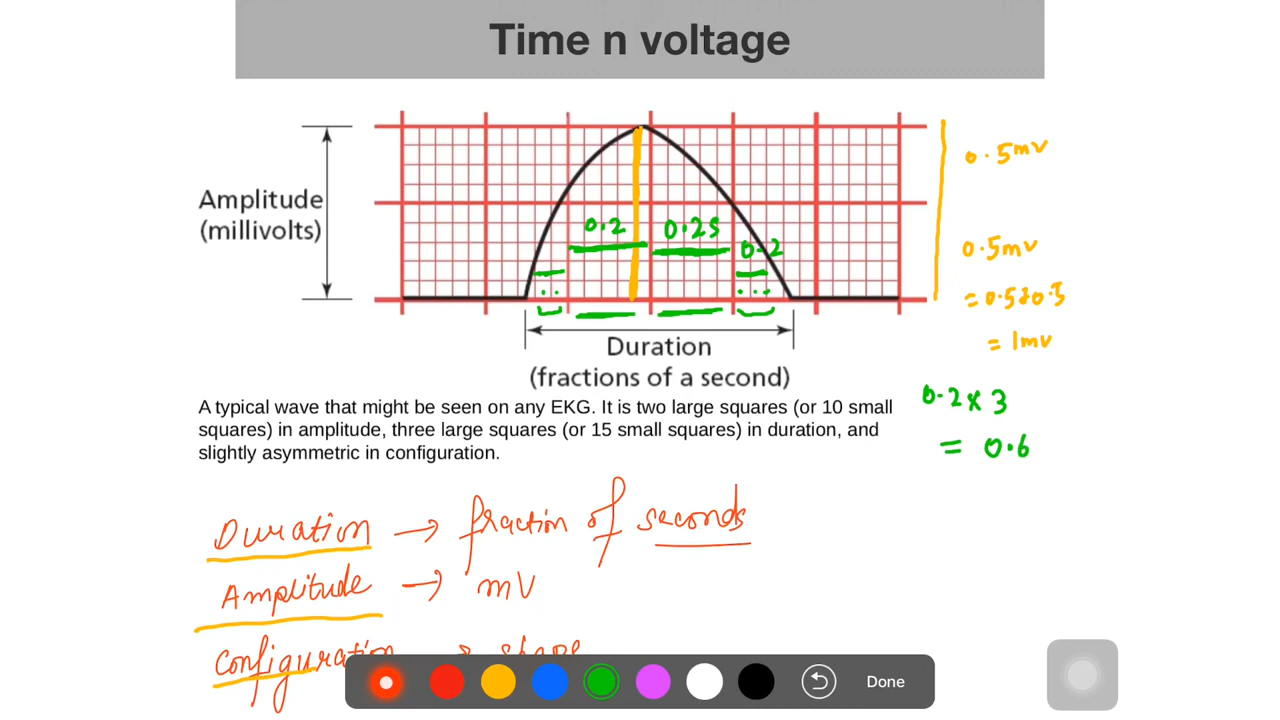 Time n voltage
Amplitude
(millivolts)
0.2
0.2s
0.2
Duration
(fractions of a second)
0.5mv
0.5mv
= 1mv
A typical wave that might be seen on any EKG. It is two large squares (or 10 small
squares) in amplitude, three large squares (or 15 small squares) in duration, and
slightly asymmetric in configuration.
0.2 x 3
= 0.6
Duration → fraction of seconds
Amplitude → mV
Configuration
Done